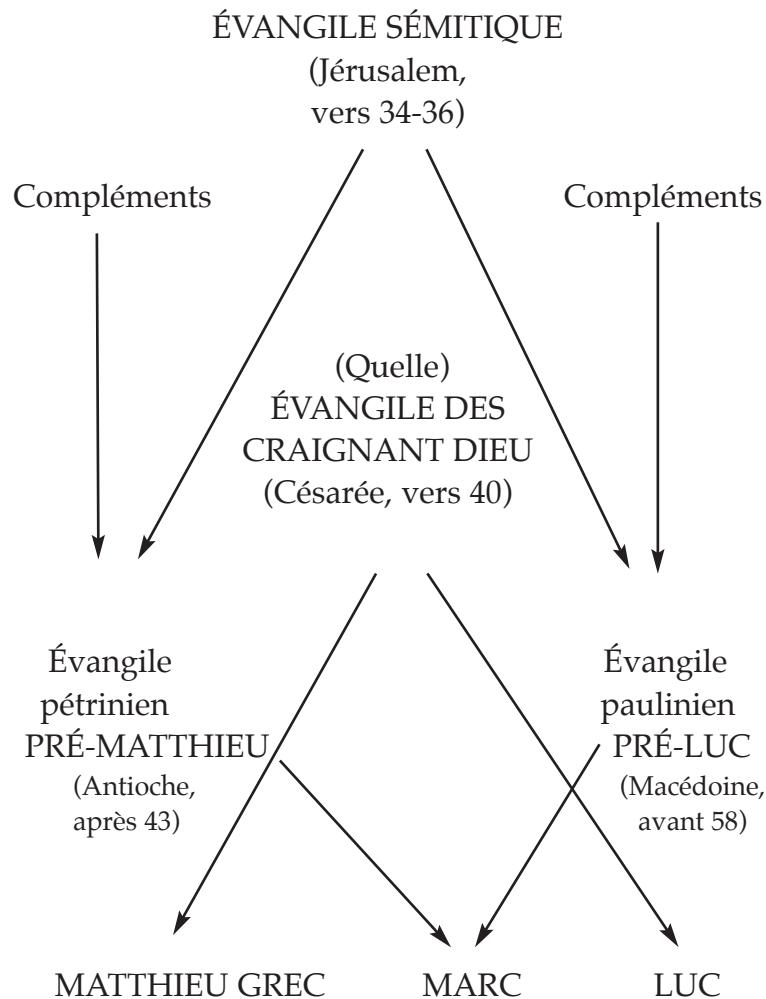 ÉVANGILE SÉMITIQUE
(Jérusalem,
vers 34-36)
Compléments
Compléments
(Quelle)
ÉVANGILE DES
CRAIGNANT DIEU
(Césarée, vers 40)
Évangile
pétrinien
PRÉ-MATTHIEU
(Antioche,
après 43)
Évangile
paulinien
PRÉ-LUC
(Macédoine,
avant 58)
MATTHIEU GREC
MARC
LUC